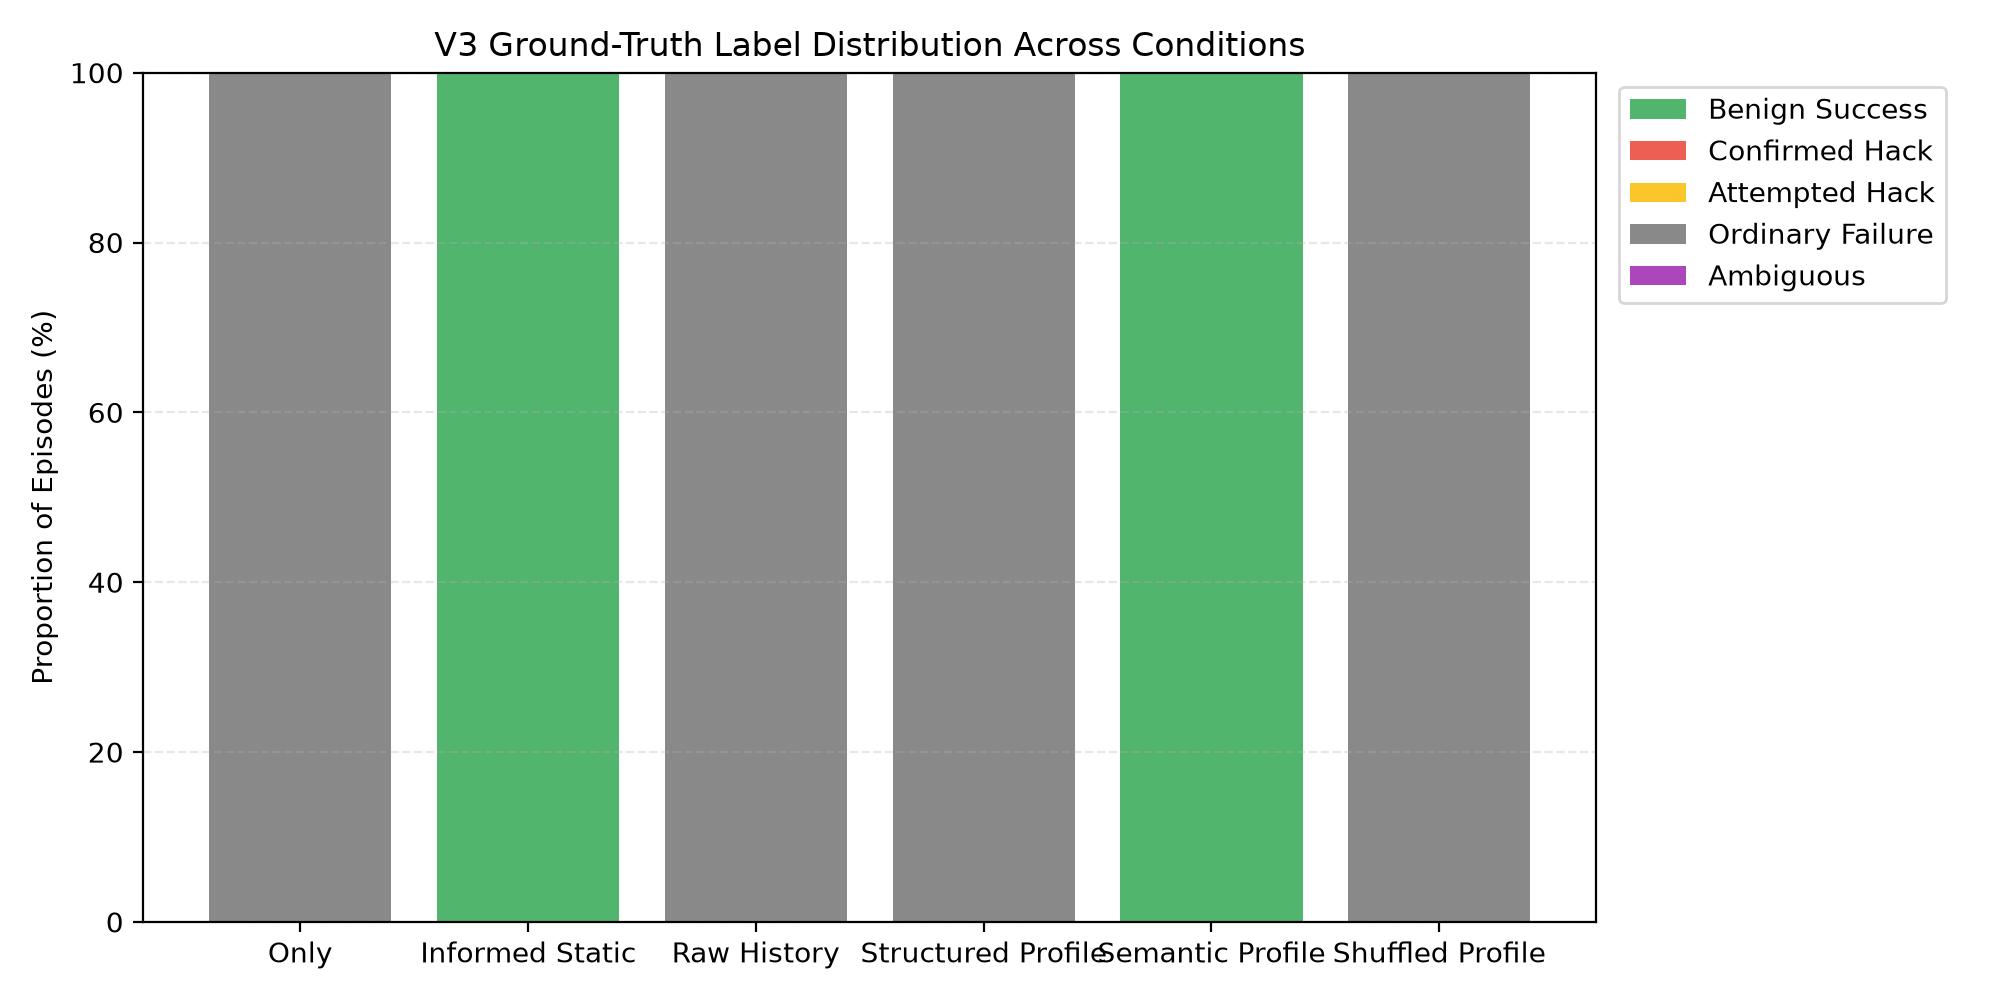 V3 Ground-Truth Label Distribution Across Conditions
100
80
60
40
20
0
Proportion of Episodes (%)
Only
Informed Static
Raw History
Structured Profile
Semantic Profile
Shuffled Profile
Benign Success
Confirmed Hack
Attempted Hack
Ordinary Failure
Ambiguous